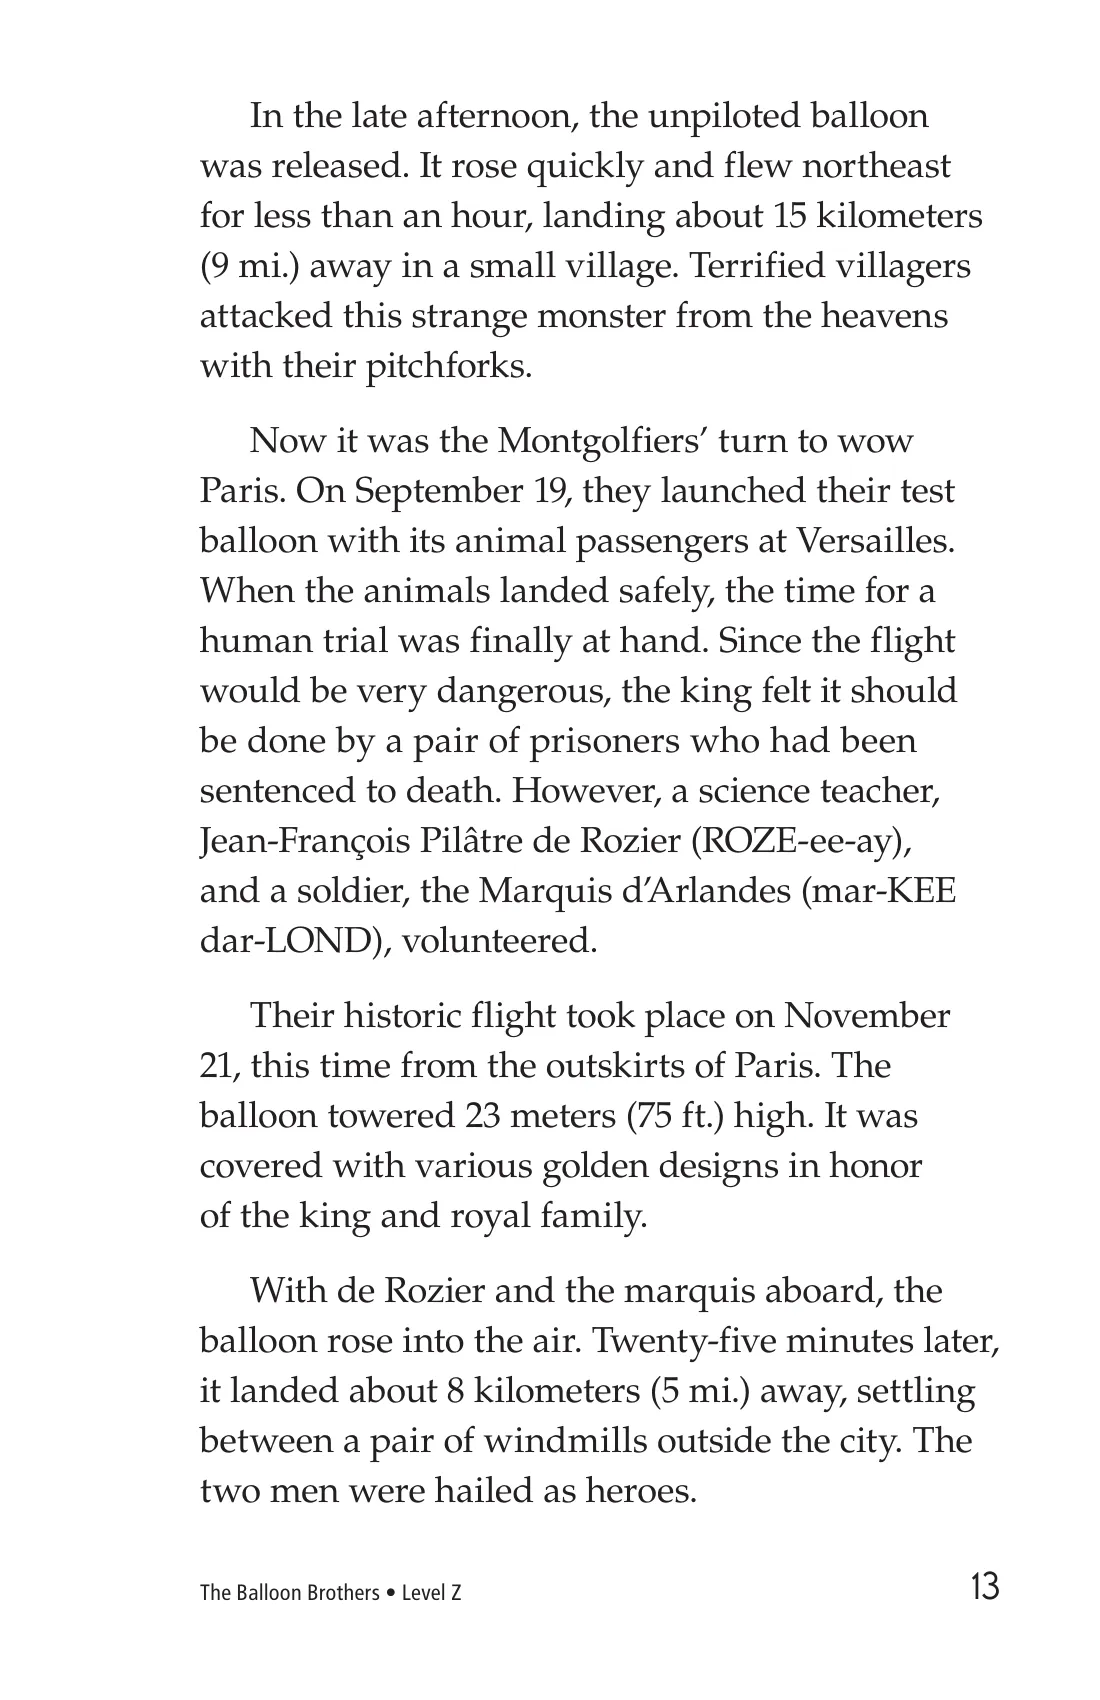 In the late afternoon, the unpiloted balloon
was released. It rose quickly and flew northeast
for less than an hour, landing about 15 kilometers
(9 mi.) away in a small village. Terrified villagers
attacked this strange monster from the heavens
with their pitchforks.
Now it was the Montgolfiers’ turn to wow
Paris. On September 19, they launched their test
balloon with its animal passengers at Versailles.
When the animals landed safely, the time for a
human trial was finally at hand. Since the flight
would be very dangerous, the king felt it should
be done by a pair of prisoners who had been
sentenced to death. However, a science teacher,
Jean-François Pilâtre de Rozier (ROZE-ee-ay),
and a soldier, the Marquis d’Arlandes (mar-KEE
dar-LOND), volunteered.
Their historic flight took place on November
21, this time from the outskirts of Paris. The
balloon towered 23 meters (75 ft.) high. It was
covered with various golden designs in honor
of the king and royal family.
With de Rozier and the marquis aboard, the
balloon rose into the air. Twenty-five minutes later,
it landed about 8 kilometers (5 mi.) away, settling
between a pair of windmills outside the city. The
two men were hailed as heroes.
The Balloon Brothers • Level Z 13